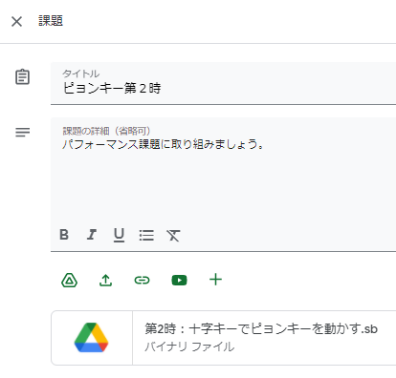 課題
タイトル
ピョンキー第２時
課題の詳細（省略可）
パフォーマンス課題に取り組みましょう。
B I U
第2時：十字キーでピョンキーを動かす.sb
バイナリ ファイル